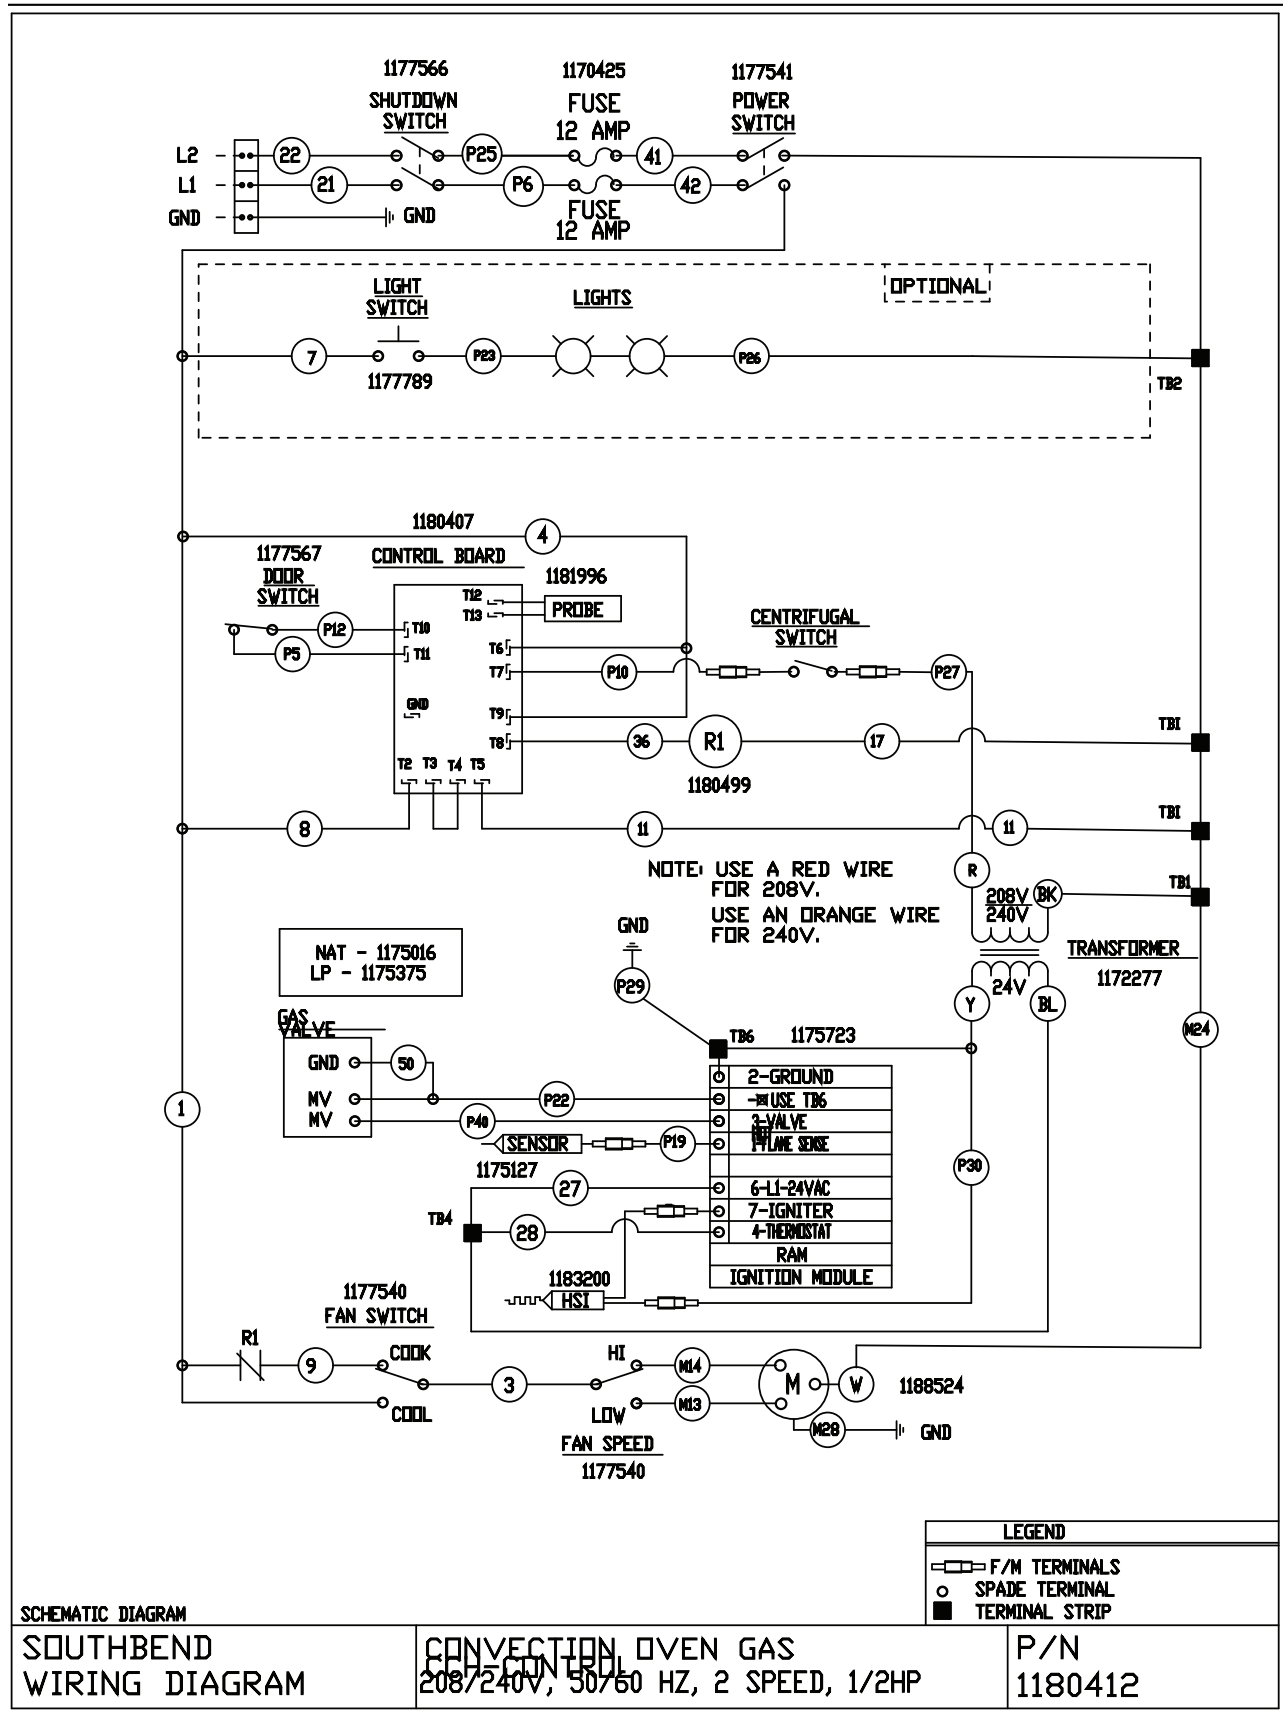 1177566
1170425
1177541
SHUTDOWN
SWITCH
FUSE
12 AMP
POWER
SWITCH
L2
22
P25
41
L1
21
P6
42
GND
GND
FUSE
12 AMP
OPTIONAL
LIGHT
SWITCH
LIGHTS
7
P23
P26
1177789
TB2
1180407
4
1177567
DOOR
SWITCH
CONTROL BOARD
1181996
T12
T13
PROBE
CENTRIFUGAL
SWITCH
P12
T10
P5
T11
T6
T7
P10
P27
GND
T9
T8
36
R1
17
TBI
1180499
T2 T3 T4 T5
8
11
11
TBI
NOTE: USE A RED WIRE
FOR 208V.
USE AN ORANGE WIRE
FOR 240V.
R
208V
240V
BK
TB1
GND
TRANSFORMER
1172277
24V
Y
BL
M24
NAT - 1175016
LP - 1175375
P29
GAS
VALVE
TB6
1175723
GND
50
2-GROUND
MV
P22
USE TB6
MV
P40
3-VALVE
SENSOR
P19
1-FLAME SENSE
1
1175127
P30
27
6-L1-24VAC
7-IGNITER
TB4
28
4-THERMOSTAT
RAM
IGNITION MODULE
1183200
HSI
1177540
FAN SWITCH
R1
9
COOK
HI
M14
3
M
W
1188524
COOL
LOW
M13
M28
GND
FAN SPEED
1177540
LEGEND
F/M TERMINALS
SPADE TERMINAL
TERMINAL STRIP
SCHEMATIC DIAGRAM
SOUTHBEND
WIRING DIAGRAM
CONVECTION OVEN GAS
CCH-CONTROL
208/240V, 50/60 HZ, 2 SPEED, 1/2HP
P/N
1180412